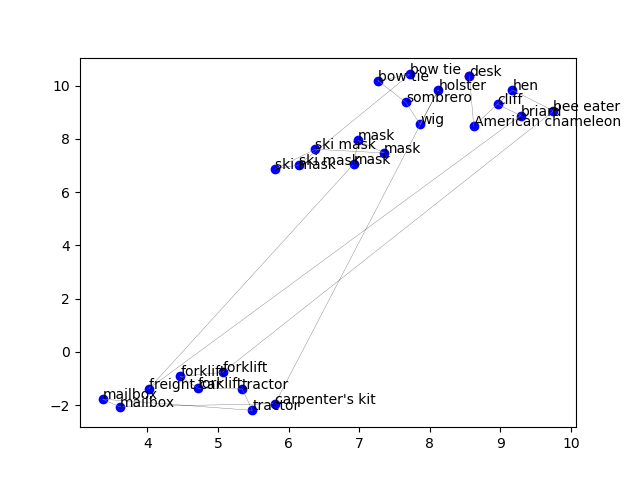 bow tie
desk
bow tie
holster
hen
sombrero
cliff
bee eater
briard
wig
American chameleon
mask
ski mask
mask
ski mask
mask
ski mask
forklift
forklift
freight car
forklift
tractor
mailbox
mailbox
tractor
carpenter's kit
10
8
6
4
2
0
−2
4 5 6 7 8 9 10